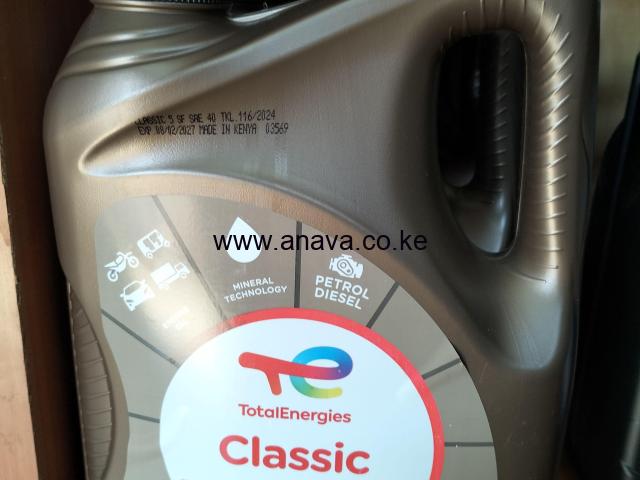 CLASSIC 5 SF SAE 40 TKL 116/2024
EXP 08/02/2027 MADE IN KENYA 03569
www.anava.co.ke
MINERAL
TECHNOLOGY
PETROL
DIESEL
TotalEnergies
Classic